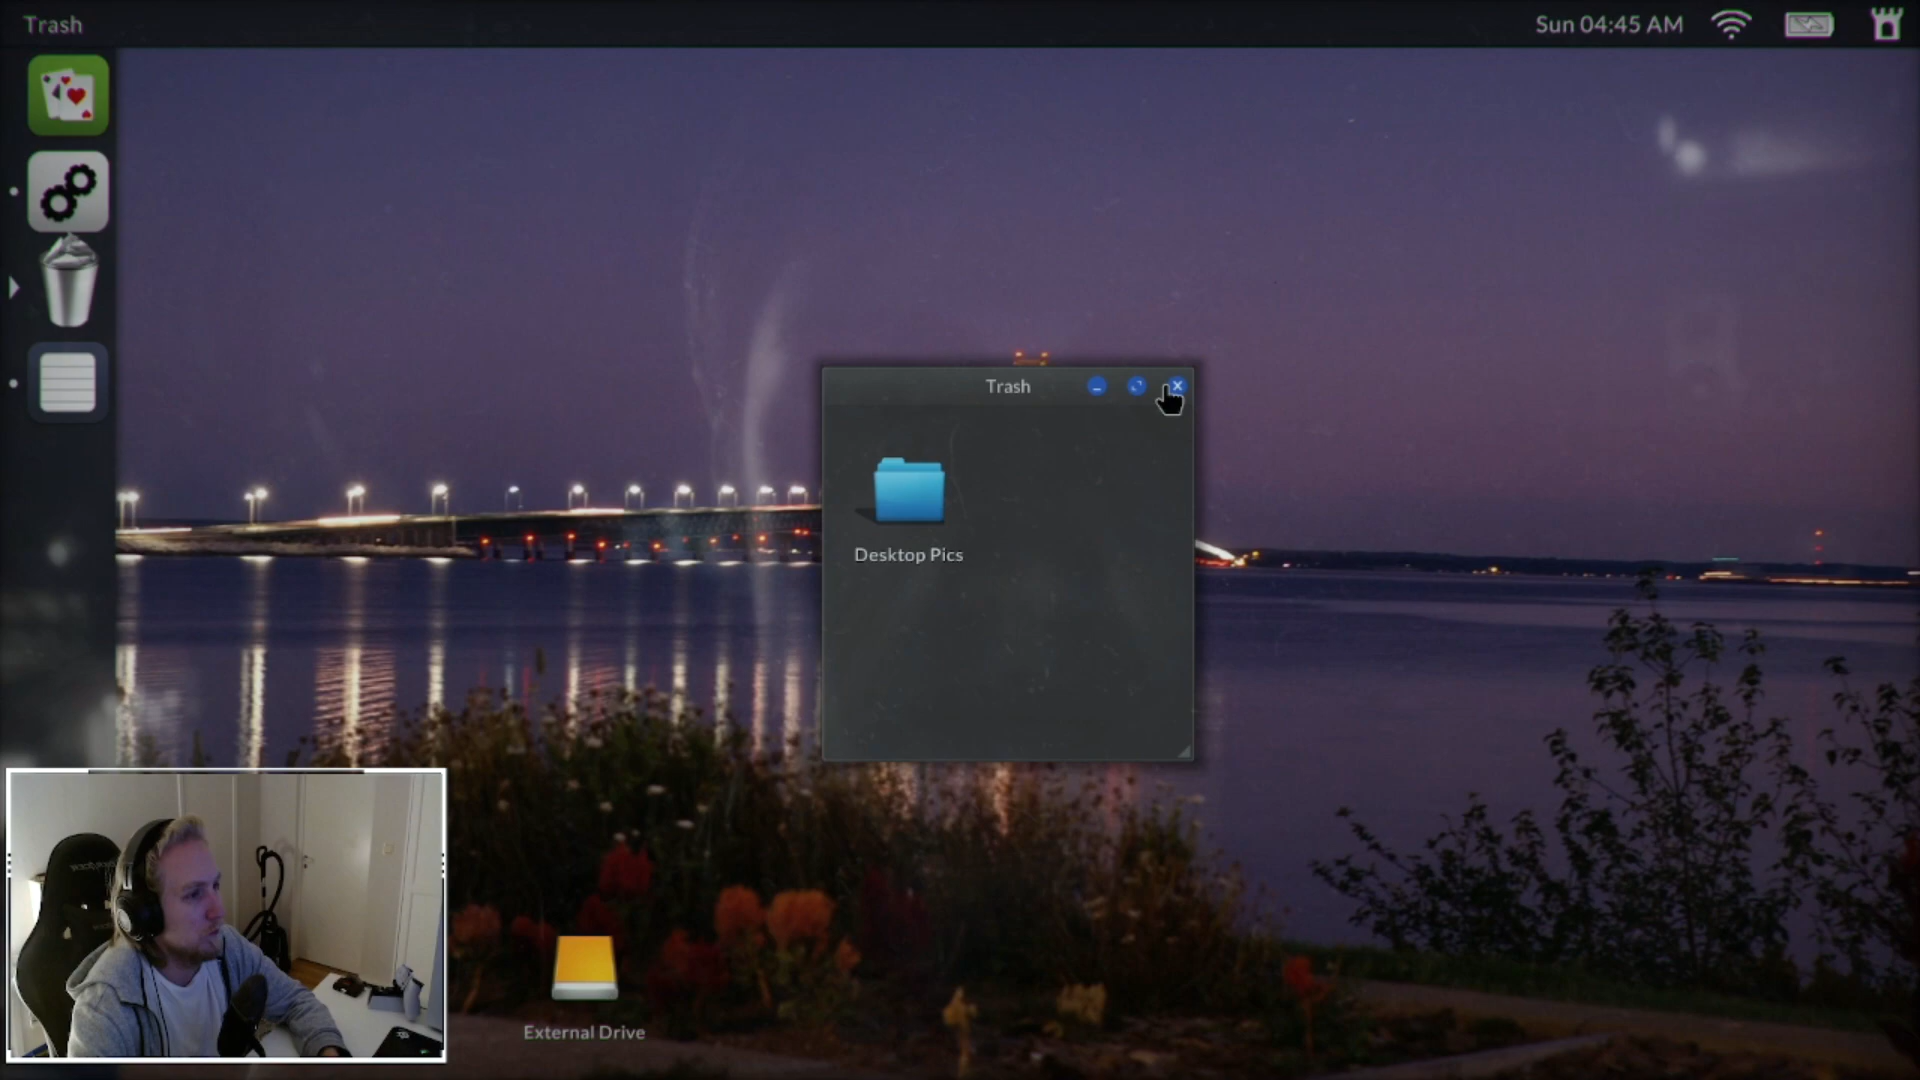 Trash
Sun 04:45 AM
Trash
Desktop Pics
External Drive